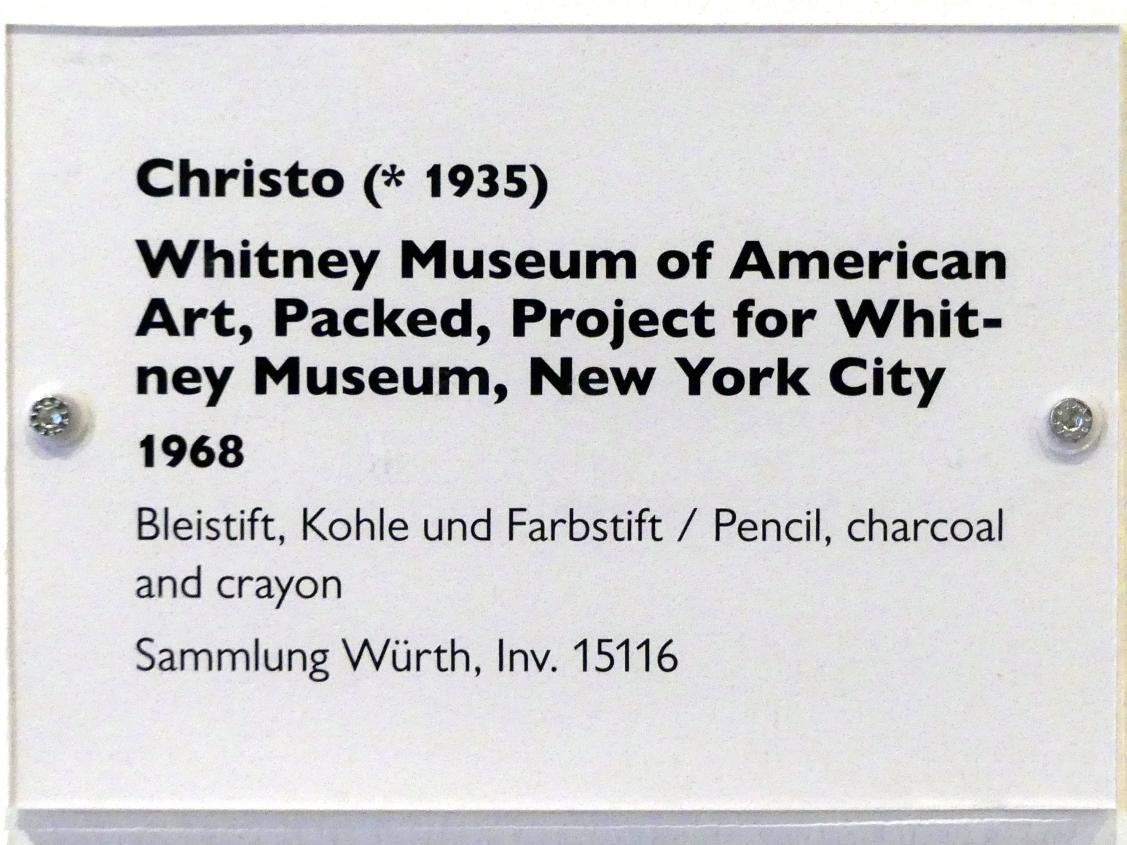 Christo (* 1935)
Whitney Museum of American
Art, Packed, Project for Whit-
ney Museum, New York City
1968
Bleistift, Kohle und Farbstift / Pencil, charcoal
and crayon
Sammlung Würth, Inv. 15116